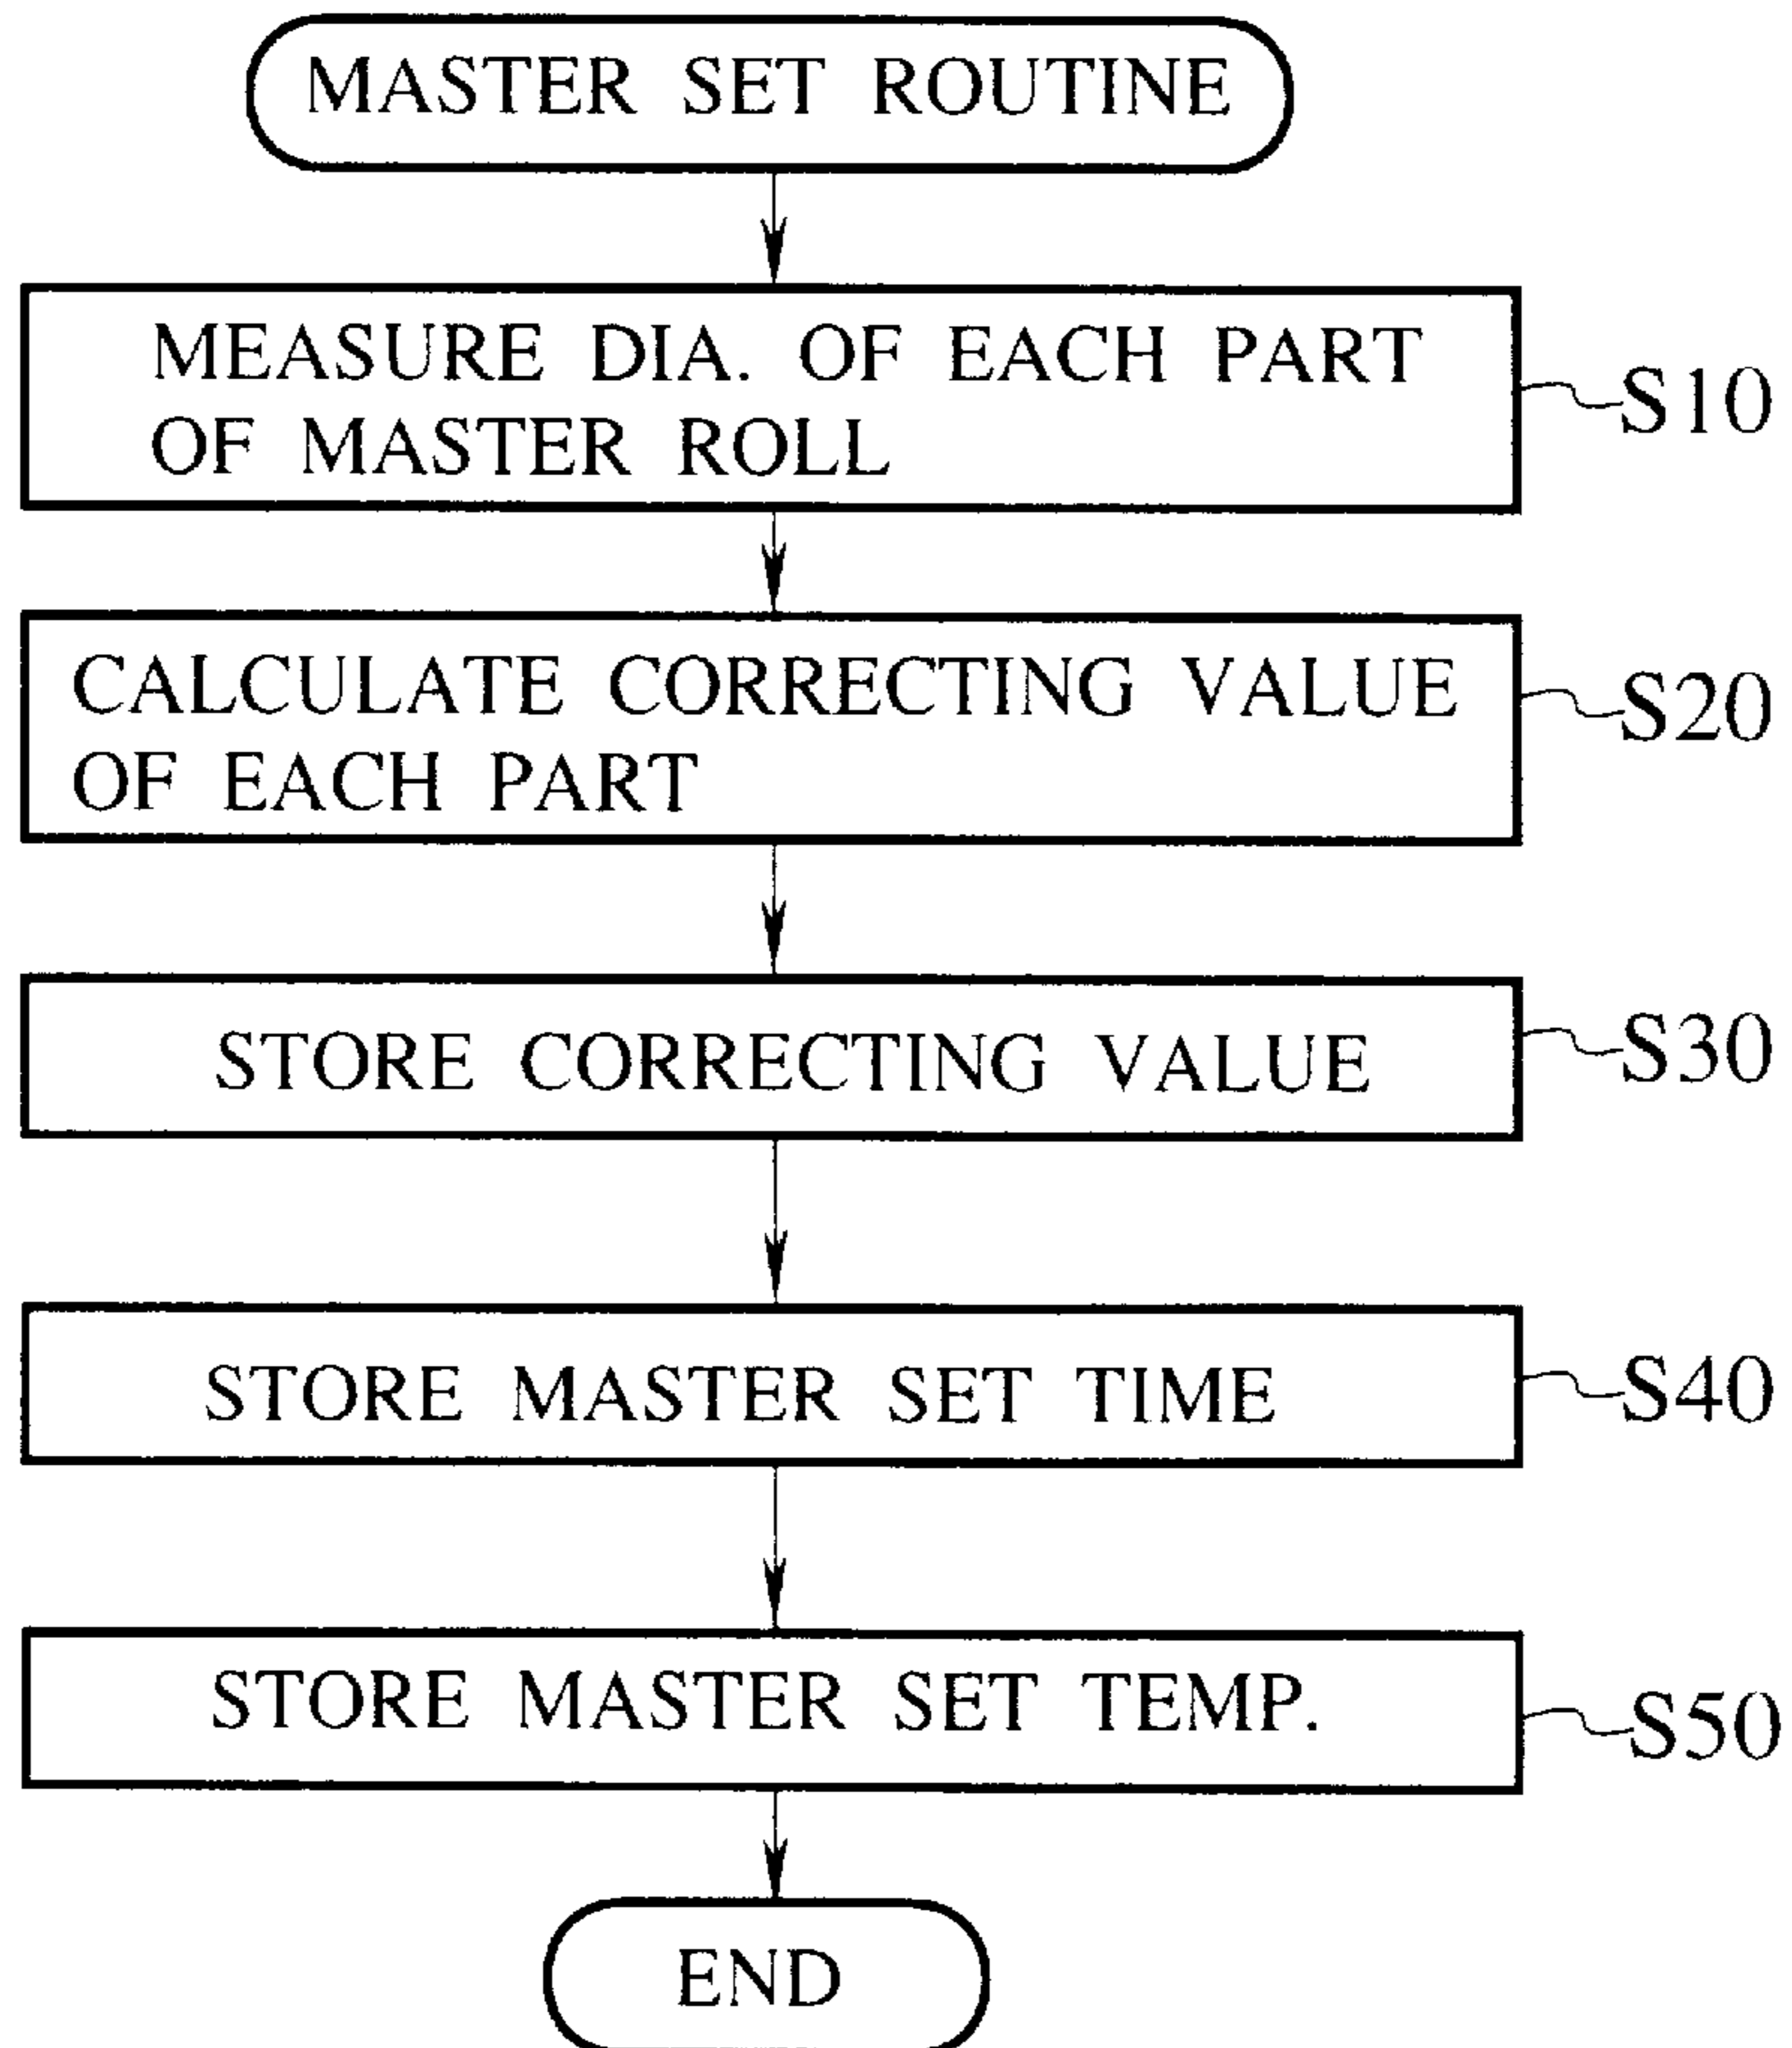 MASTER SET ROUTINE
MEASURE DIA. OF EACH PART
OF MASTER ROLL
S10
CALCULATE CORRECTING VALUE
OF EACH PART
S20
STORE CORRECTING VALUE
S30
STORE MASTER SET TIME
S40
STORE MASTER SET TEMP.
S50
END